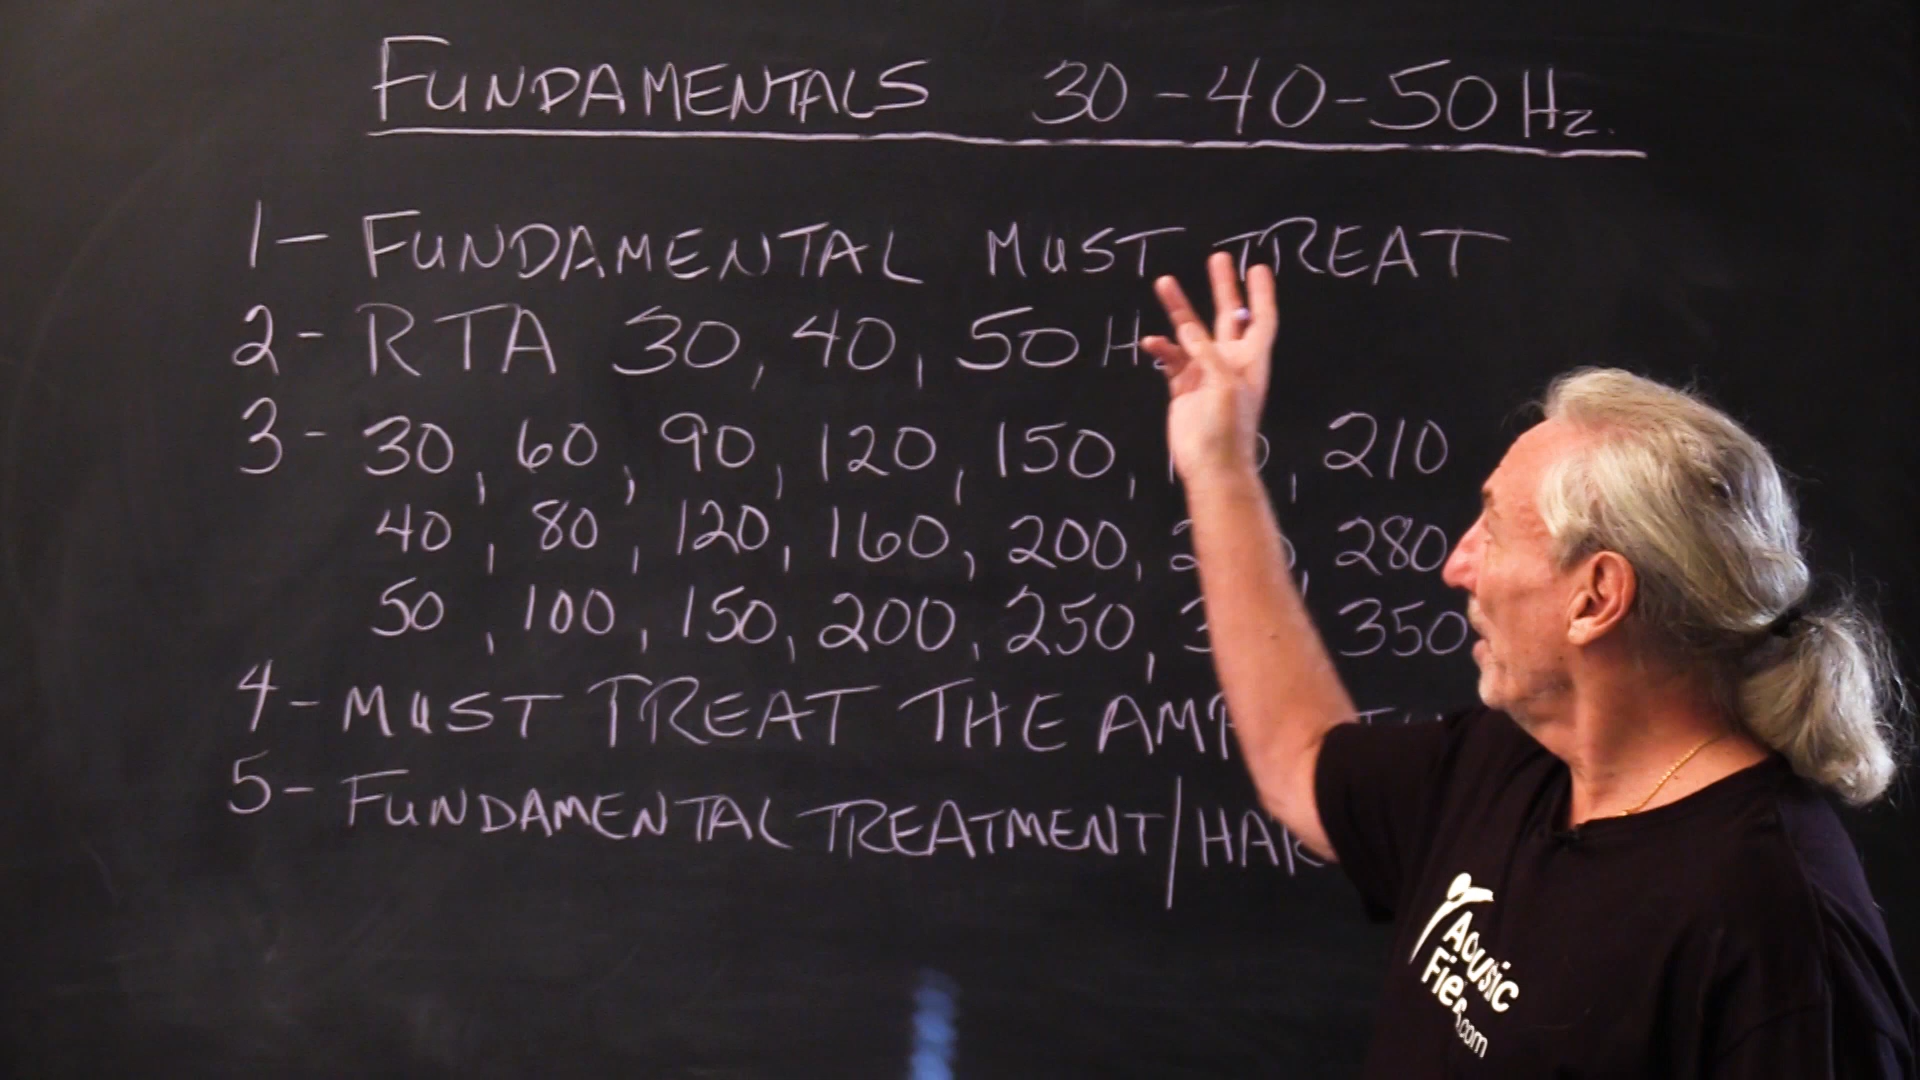 FUNDAMENTALS 30-40-50 Hz.
1- FUNDAMENTAL MUST TREAT
2- RTA 30, 40, 50 Hz
3- 30, 60, 90, 120, 150, 210
40, 80, 120, 160, 200, 280
50, 100, 150, 200, 250, 350
4- MUST TREAT THE
5- FUNDAMENTAL TREATMENT/
Acoustic
.com